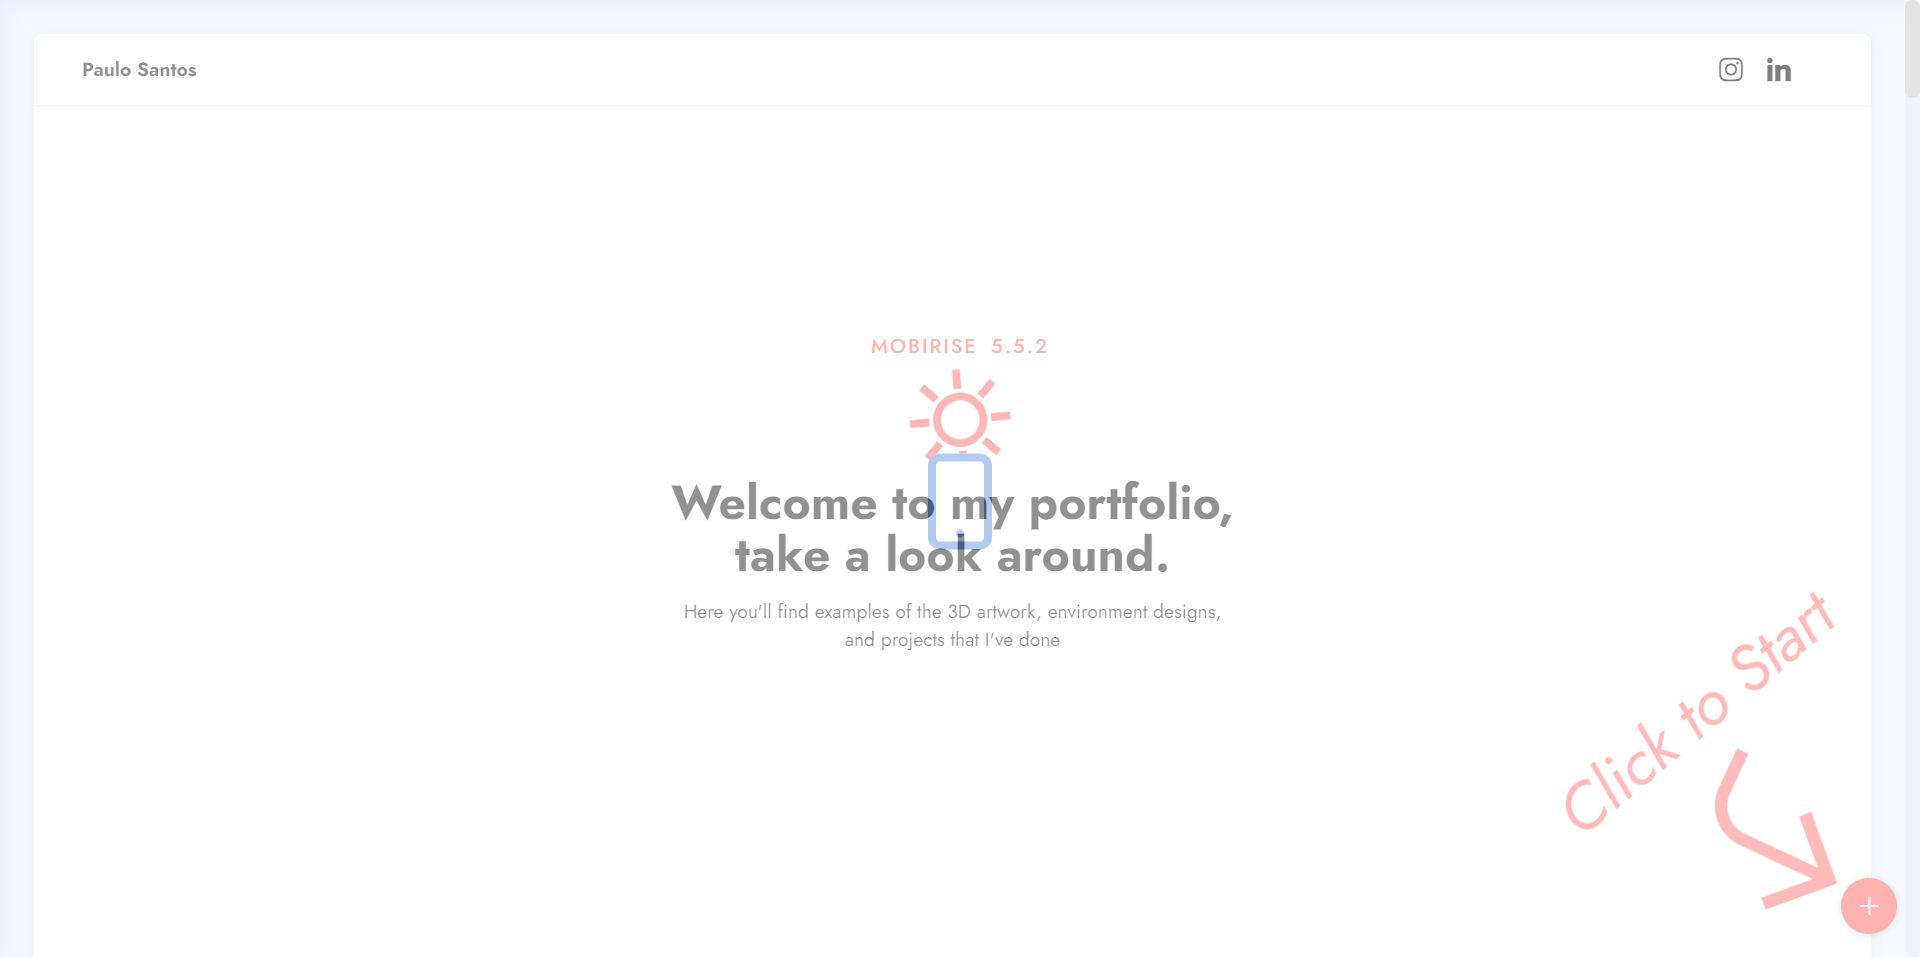 Paulo Santos
MOBIRISE 5.5.2
Welcome to my portfolio,
take a look around.
Here you'll find examples of the 3D artwork, environment designs,
and projects that I've done
Click to Start